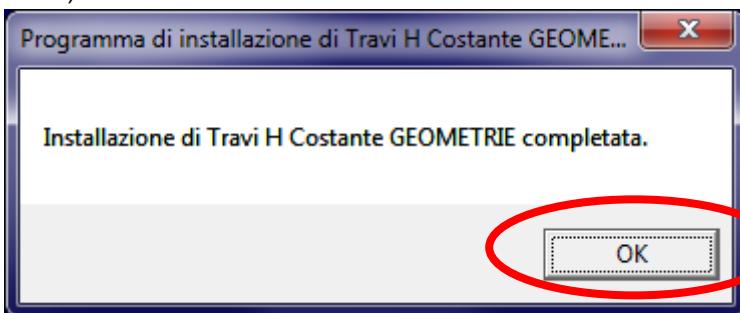 Programma di installazione di Travi H Costante GEOME...
Installazione di Travi H Costante GEOMETRIE completata.
OK